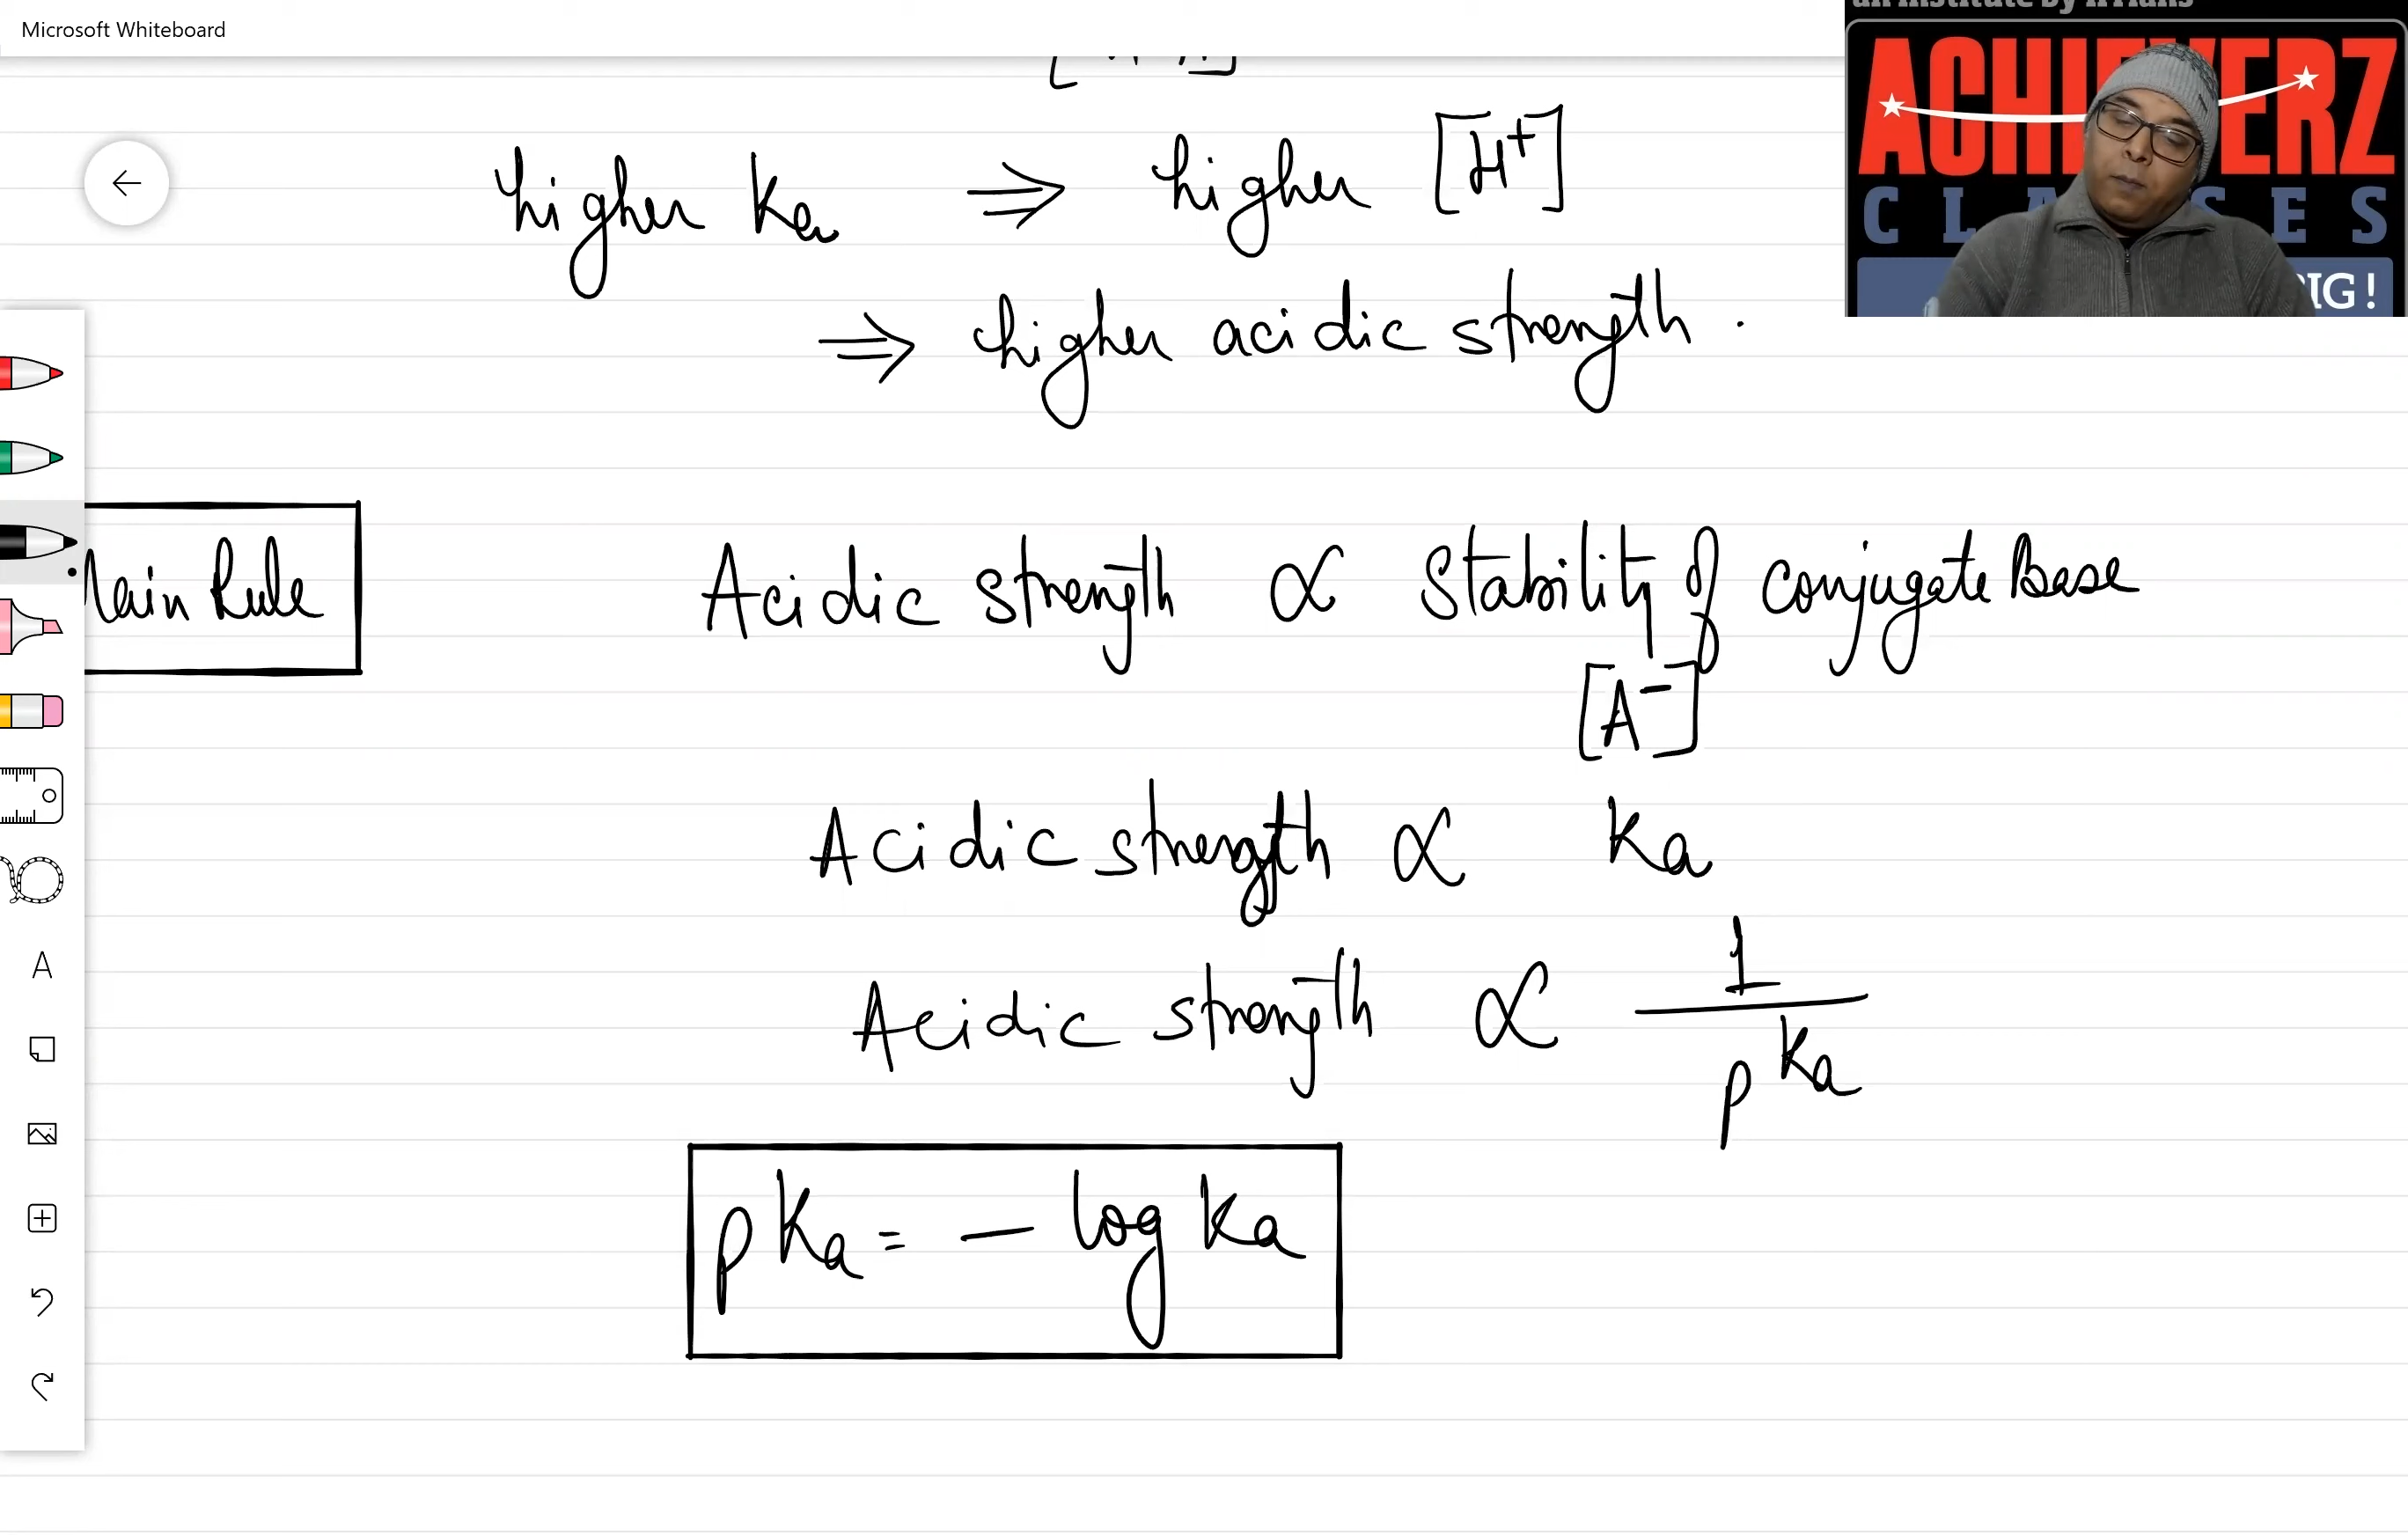 Microsoft Whiteboard
ACHIEVERZ
higher Ka ⇒ higher [H⁺]
⇒ higher acidic strength.
Main Rule
Acidic strength ∝ Stability of conjugate Base
[A⁻]
Acidic strength ∝ Ka
Acidic strength ∝ 1/pKa
pKa = - log Ka
A